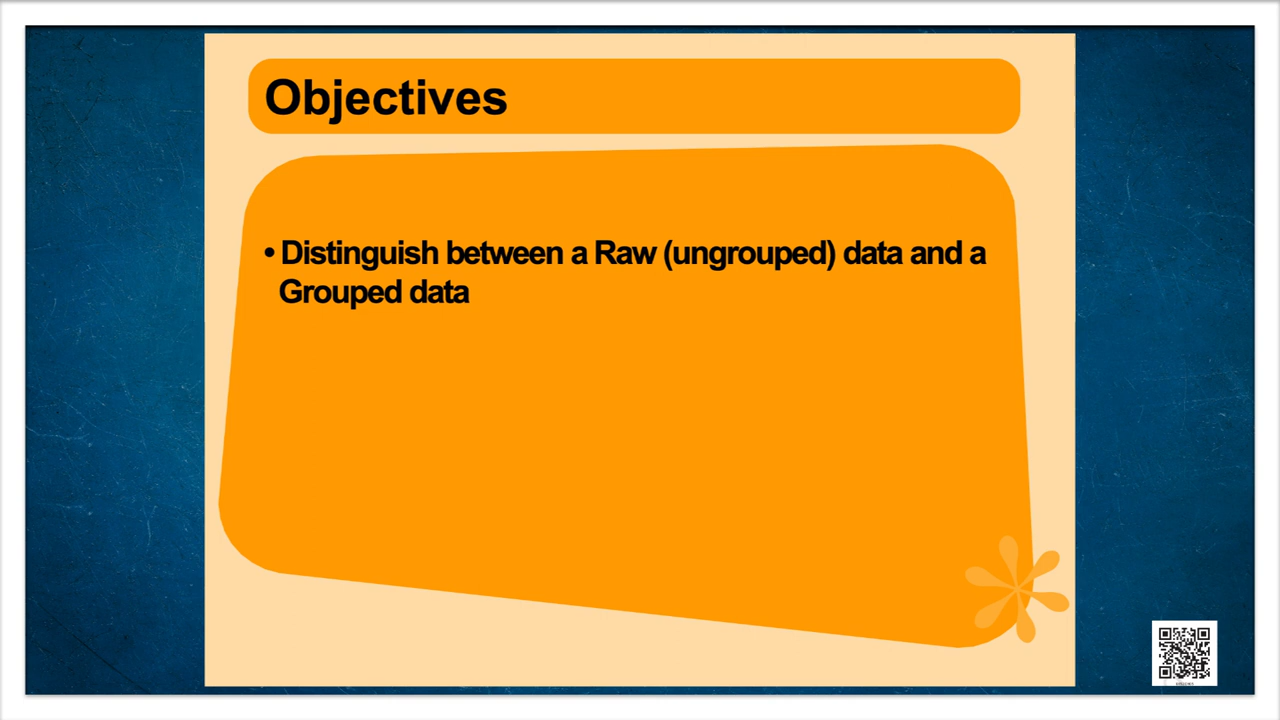 Objectives
• Distinguish between a Raw (ungrouped) data and a
Grouped data